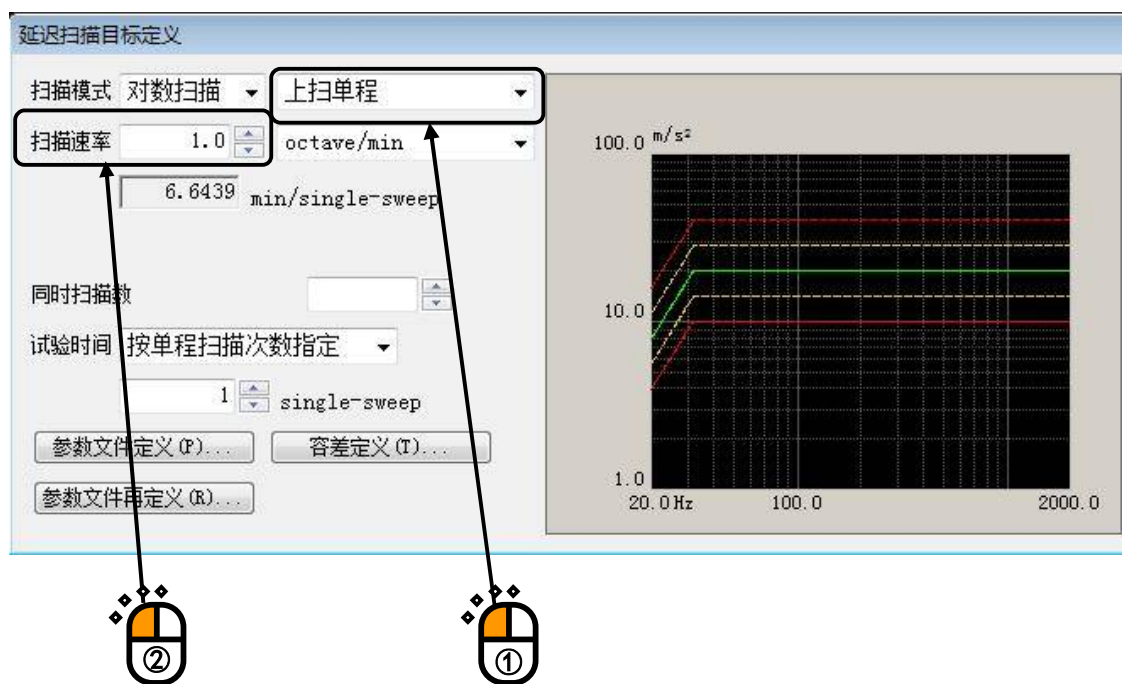 延迟扫描目标定义
扫描模式 对数扫描 上扫单程
扫描速率 1.0 octave/min
6.6439 min/single-sweep
同时扫描数
试验时间 按单程扫描次数指定
1 single-sweep
参数文件定义(P)... 容差定义(T)...
参数文件再定义(R)...
100.0 m/s²
10.0
1.0
20.0Hz 100.0 2000.0
② ①